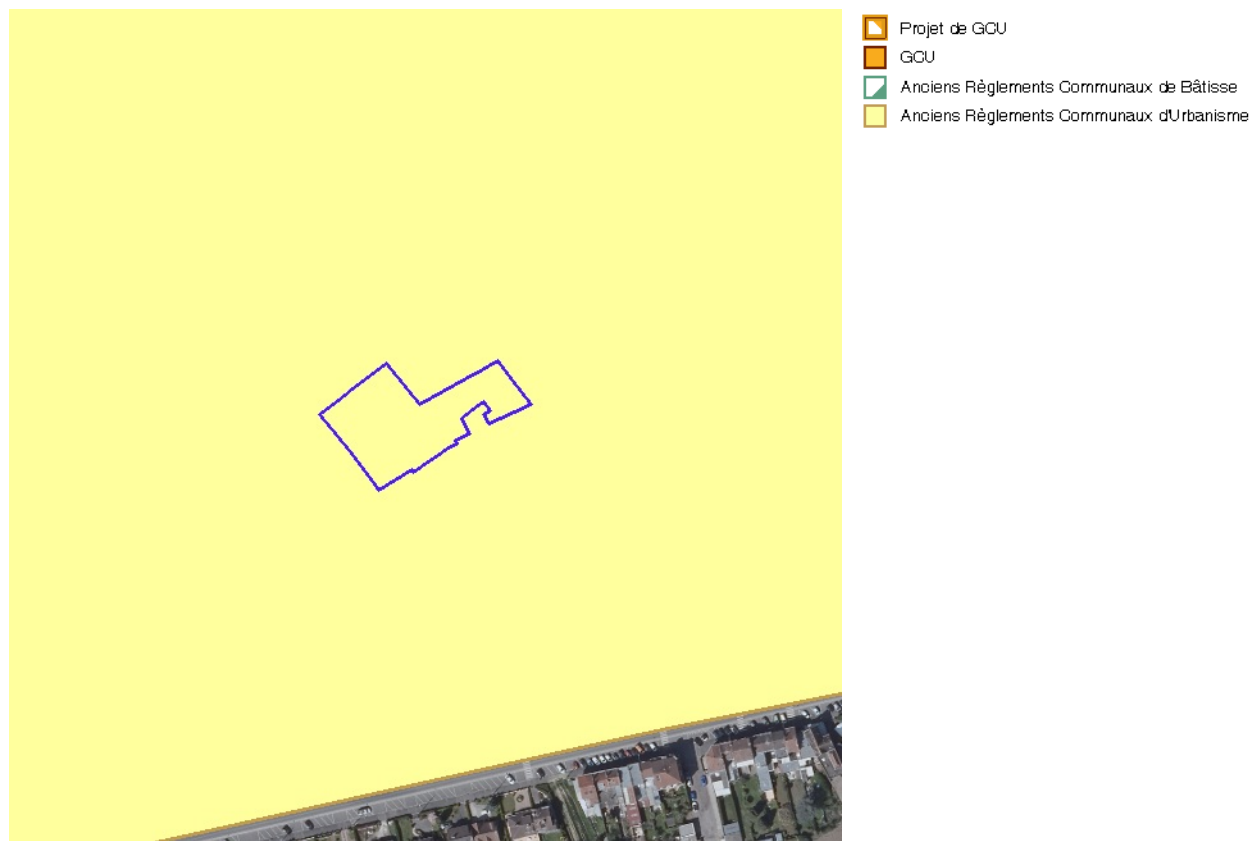 Projet de GCU
GCU
Anciens Règlements Communaux de Bâtisse
Anciens Règlements Communaux d'Urbanisme